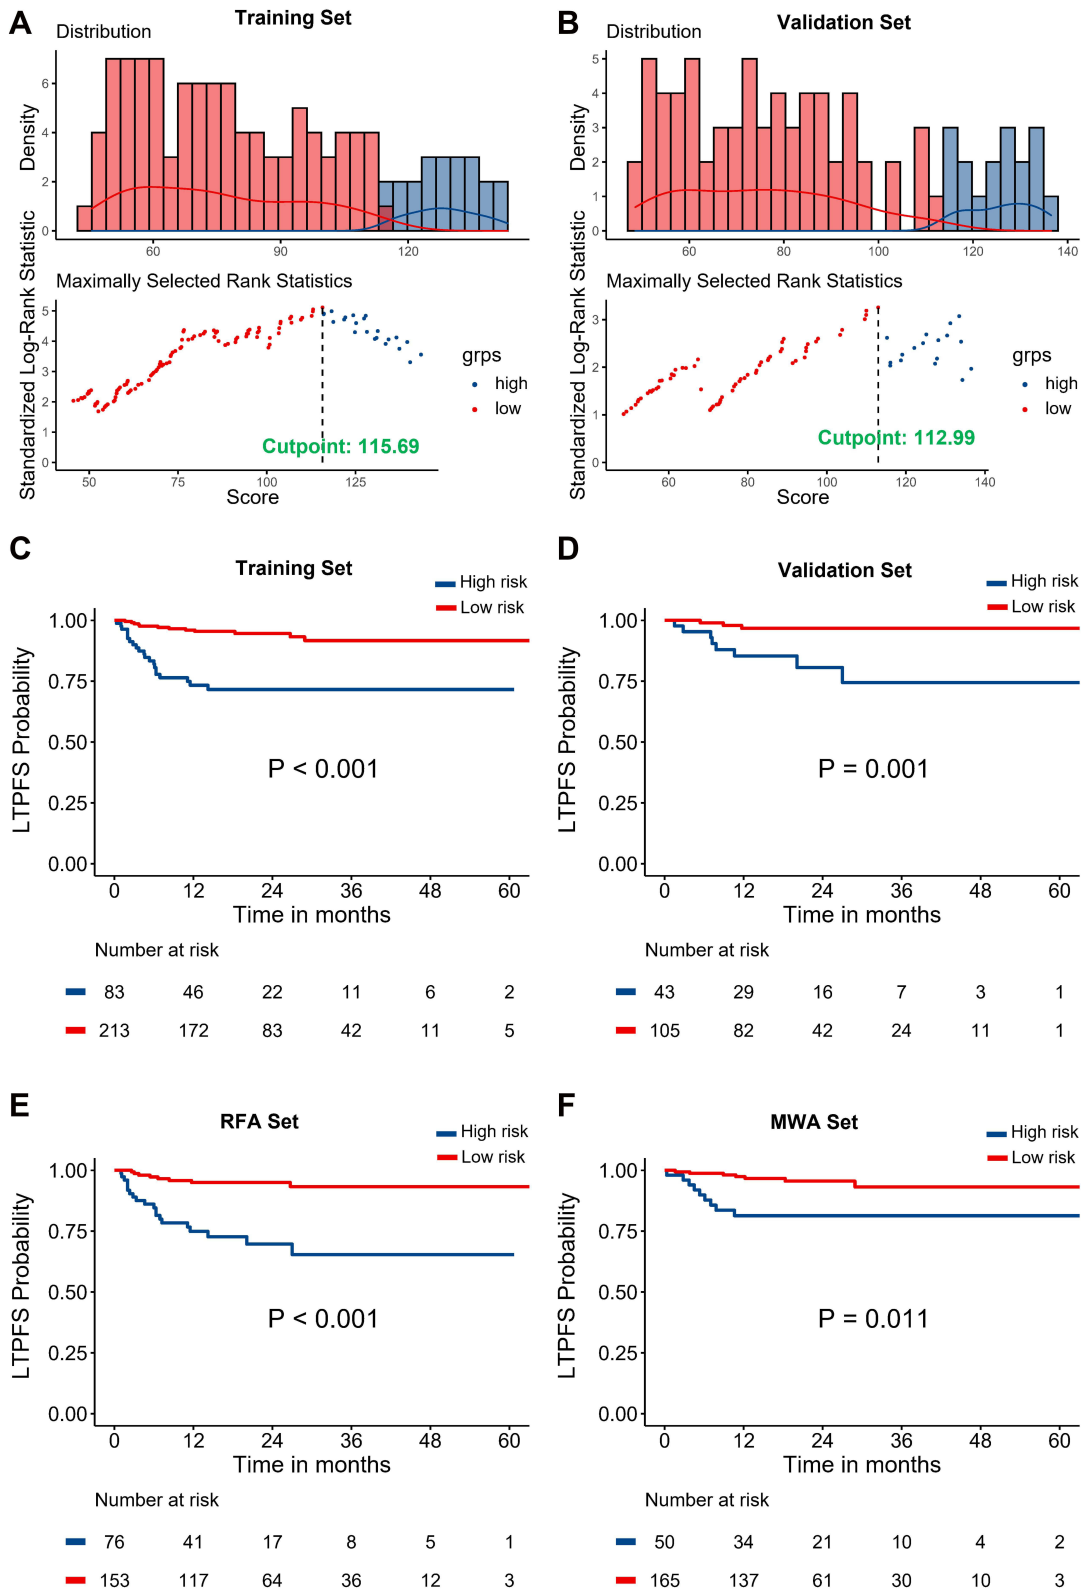 A
Training Set
Distribution
Density
6
4
2
0
60
90
120
Maximally Selected Rank Statistics
Standardized Log-Rank Statistic
5
4
3
2
1
0
grps
high
low
Cutpoint: 115.69
50
75
100
125
Score
B
Validation Set
Distribution
Density
5
4
3
2
1
0
60
80
100
120
140
Maximally Selected Rank Statistics
Standardized Log-Rank Statistic
3
2
1
0
grps
high
low
Cutpoint: 112.99
60
80
100
120
140
Score
C
Training Set
High risk
Low risk
LTPFS Probability
1.00
0.75
0.50
0.25
0.00
P < 0.001
0 12 24 36 48 60
Time in months
Number at risk
83 46 22 11 6 2
213 172 83 42 11 5
D
Validation Set
High risk
Low risk
LTPFS Probability
1.00
0.75
0.50
0.25
0.00
P = 0.001
0 12 24 36 48 60
Time in months
Number at risk
43 29 16 7 3 1
105 82 42 24 11 1
E
RFA Set
High risk
Low risk
LTPFS Probability
1.00
0.75
0.50
0.25
0.00
P < 0.001
0 12 24 36 48 60
Time in months
Number at risk
76 41 17 8 5 1
153 117 64 36 12 3
F
MWA Set
High risk
Low risk
LTPFS Probability
1.00
0.75
0.50
0.25
0.00
P = 0.011
0 12 24 36 48 60
Time in months
Number at risk
50 34 21 10 4 2
165 137 61 30 10 3